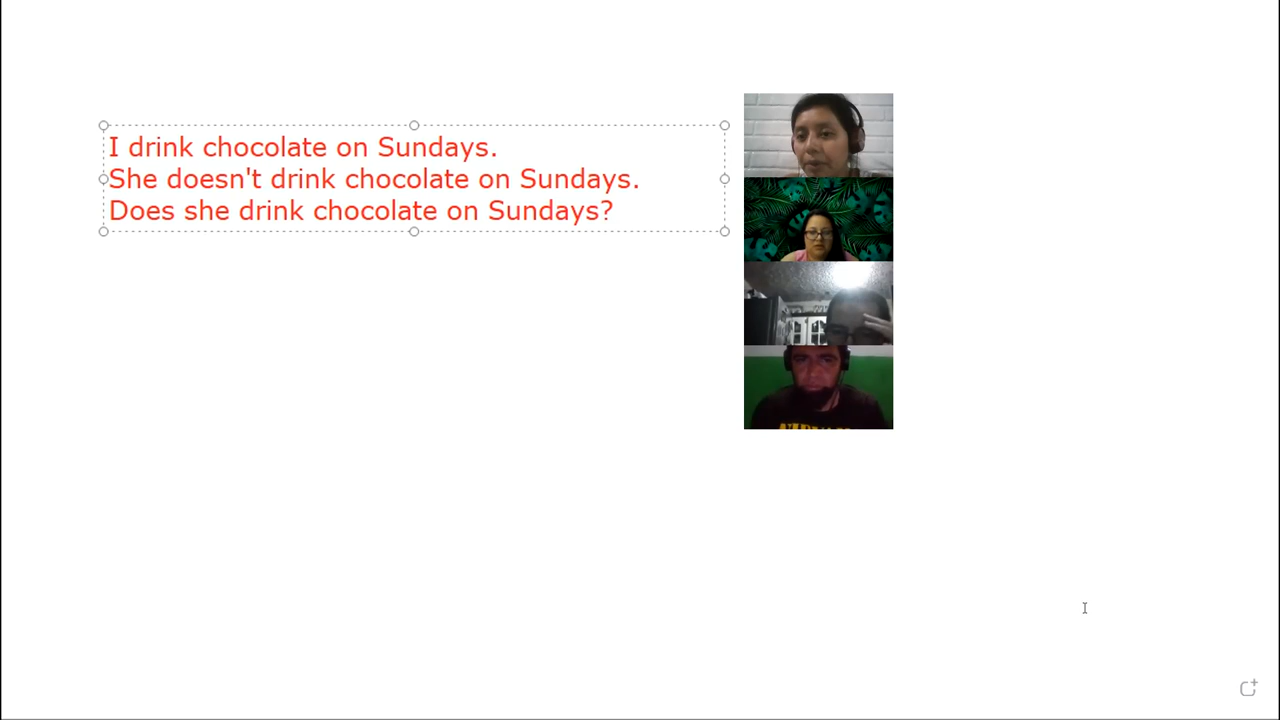 I drink chocolate on Sundays.
She doesn't drink chocolate on Sundays.
Does she drink chocolate on Sundays?